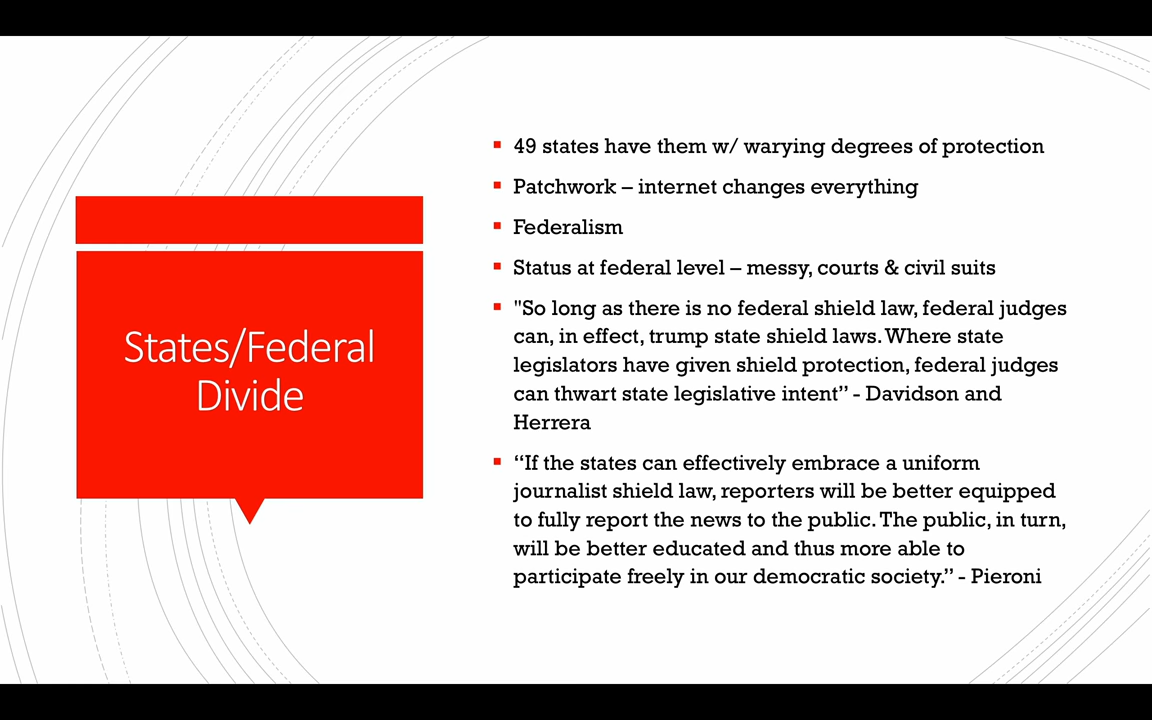 States/Federal
Divide
49 states have them w/ warying degrees of protection
Patchwork – internet changes everything
Federalism
Status at federal level – messy, courts & civil suits
"So long as there is no federal shield law, federal judges
can, in effect, trump state shield laws. Where state
legislators have given shield protection, federal judges
can thwart state legislative intent” - Davidson and
Herrera
“If the states can effectively embrace a uniform
journalist shield law, reporters will be better equipped
to fully report the news to the public. The public, in turn,
will be better educated and thus more able to
participate freely in our democratic society.” - Pieroni